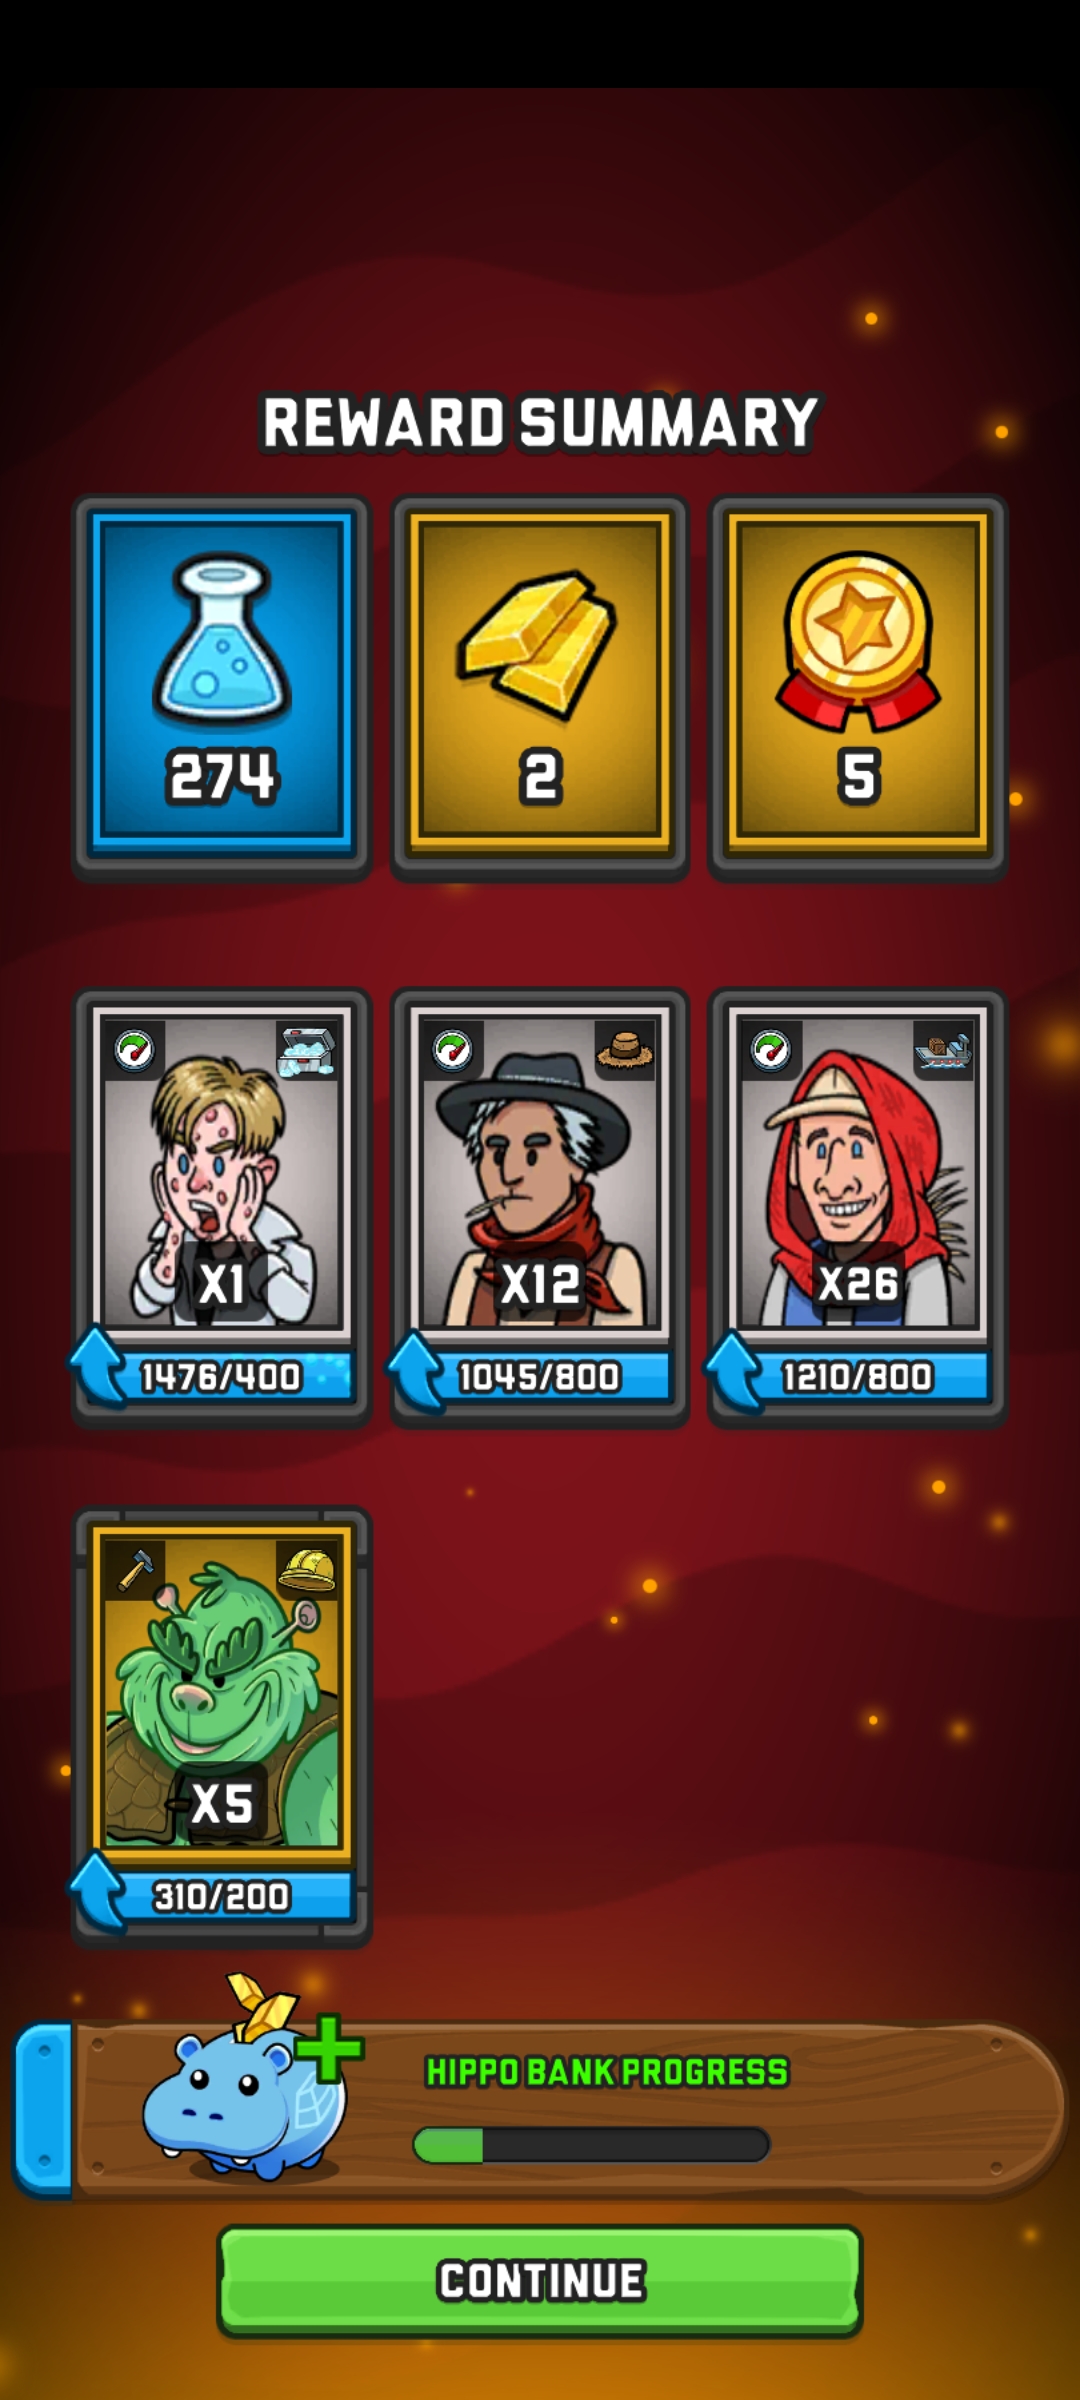 REWARD SUMMARY
274
2
5
X1
X12
X26
1476/400
1045/800
1210/800
X5
310/200
HIPPO BANK PROGRESS
CONTINUE